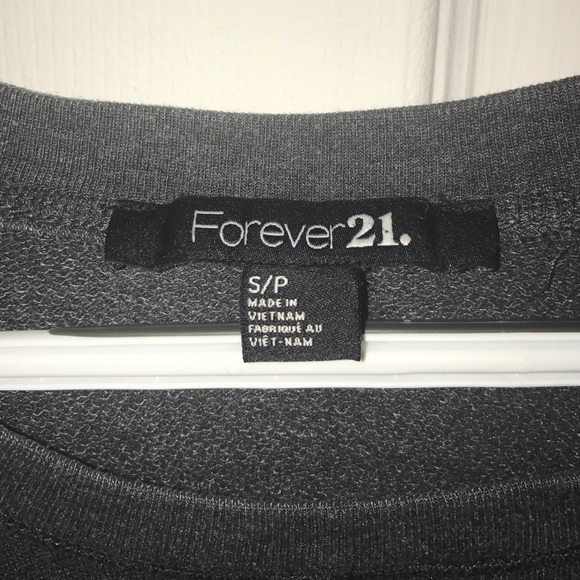 Forever21.
S/P
MADE IN
VIETNAM
FABRIQUÉ AU
VIÊT-NAM